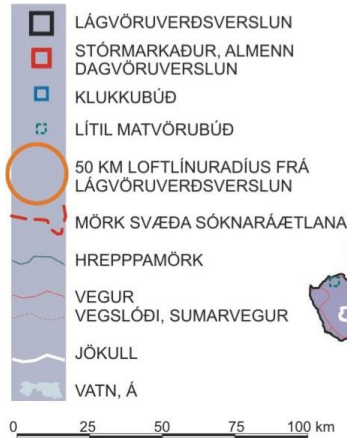 LÁGVÖRUVERÐSVERSLUN
STÓRMARKAÐUR, ALMENN
DAGVÖRUVERSLUN
KLUKKUBÚÐ
LÍTIL MATVÖRUBÚÐ
50 KM LOFTLÍNURADÍUS FRÁ
LÁGVÖRUVERÐSVERSLUN
MÖRK SVÆÐA SÓKNARÁÆTLANA
HREPPPAMÖRK
VEGUR
VEGSLÓÐI, SUMARVEGUR
JÖKULL
VATN, Á
0 25 50 75 100 km